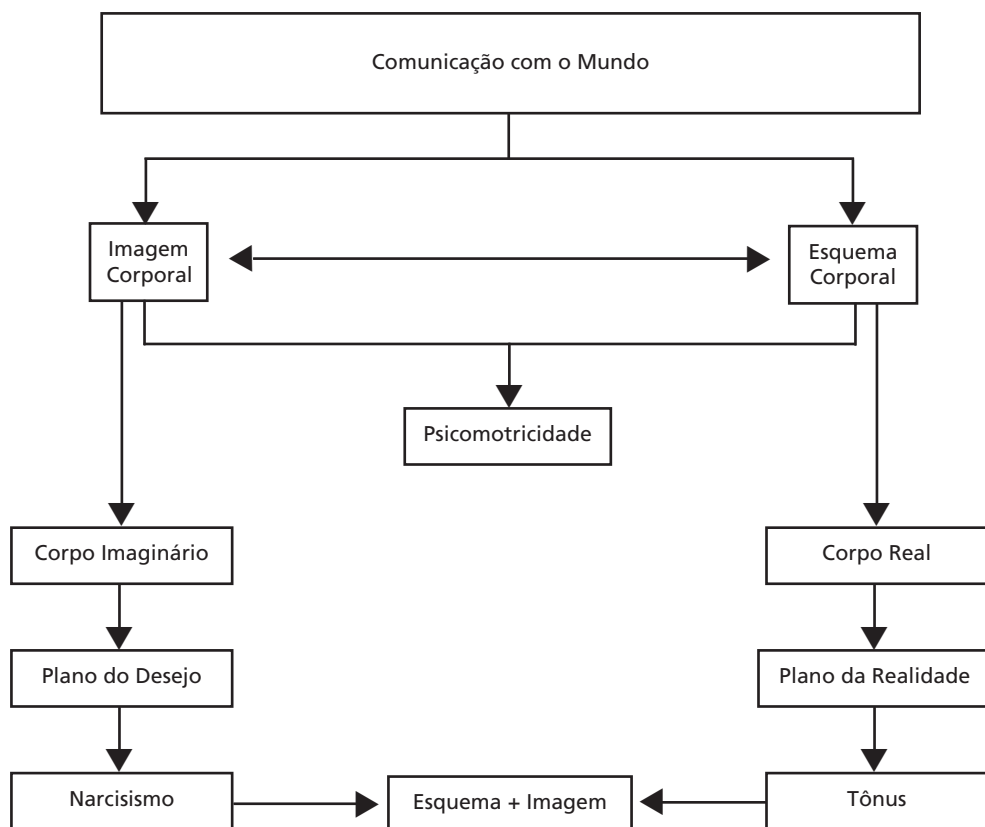 Comunicação com o Mundo
Imagem
Corporal
Esquema
Corporal
Psicomotricidade
Corpo Imaginário
Corpo Real
Plano do Desejo
Plano da Realidade
Narcisismo
Esquema + Imagem
Tônus